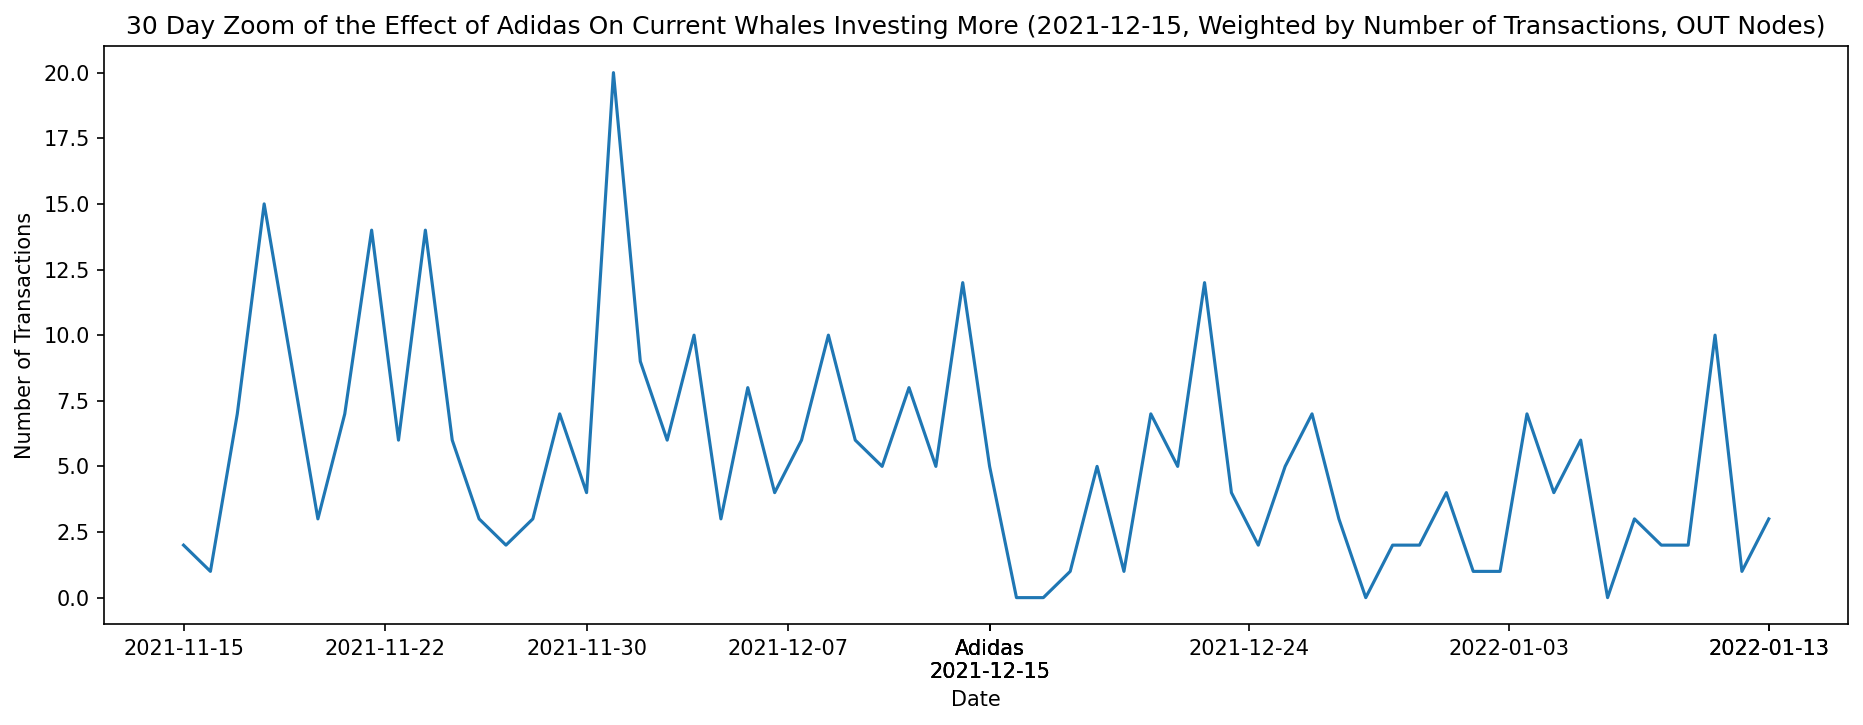 30 Day Zoom of the Effect of Adidas On Current Whales Investing More (2021-12-15, Weighted by Number of Transactions, OUT Nodes)
20.0
17.5
15.0
12.5
10.0
7.5
5.0
2.5
0.0
Number of Transactions
2021-11-15 2021-11-22 2021-11-30 2021-12-07 Adidas 2021-12-24 2022-01-03 2022-01-13
2021-12-15
Date